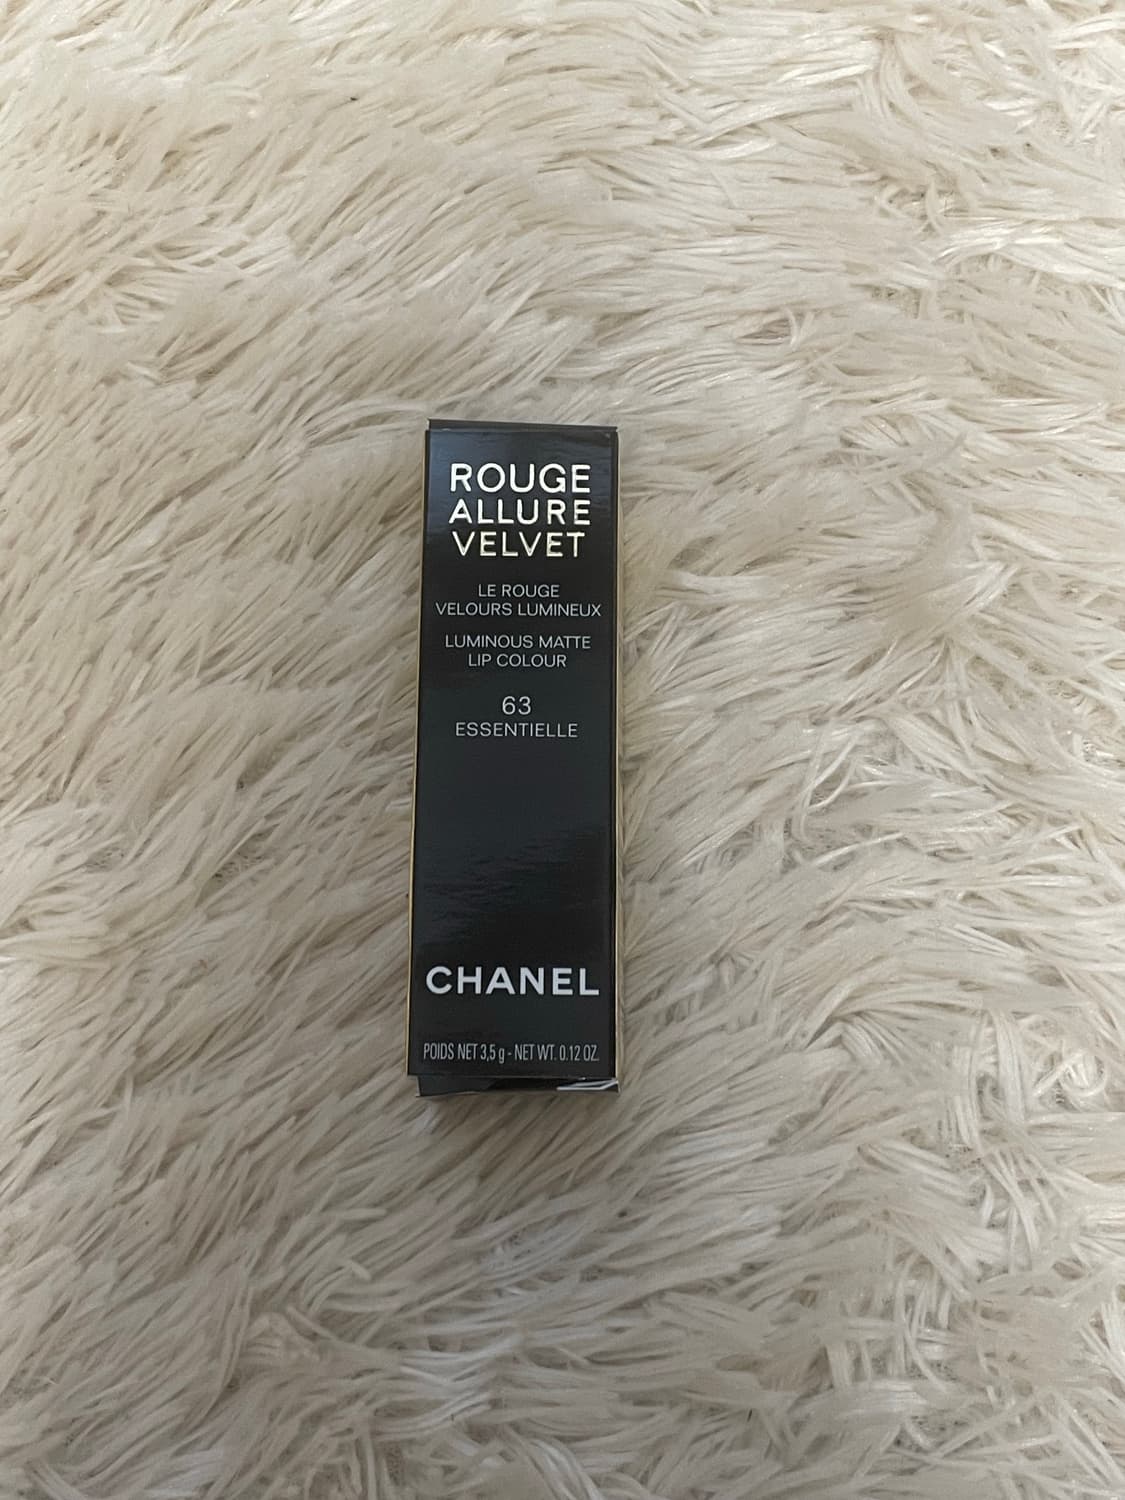 ROUGE
ALLURE
VELVET
LE ROUGE
VELOURS LUMINEUX
LUMINOUS MATTE
LIP COLOUR
63
ESSENTIELLE
CHANEL
POIDS NET 3,5 g - NET WT. 0.12 OZ.